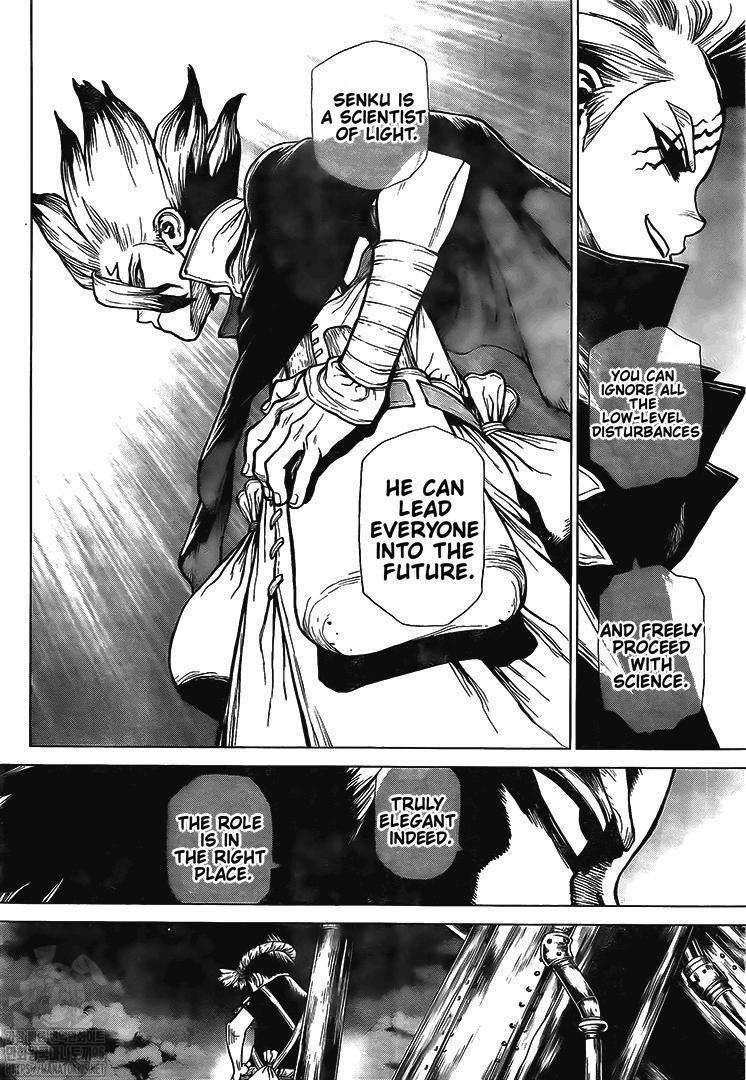 YOU CAN
IGNORE ALL
THE
LOW-LEVEL
DISTURBANCES
AND FREELY
PROCEED
WITH
SCIENCE.
SENKU IS
A SCIENTIST
OF LIGHT.
HE CAN
LEAD
EVERYONE
INTO THE
FUTURE.
TRULY
ELEGANT
INDEED.
THE ROLE
IS IN
THE RIGHT
PLACE.